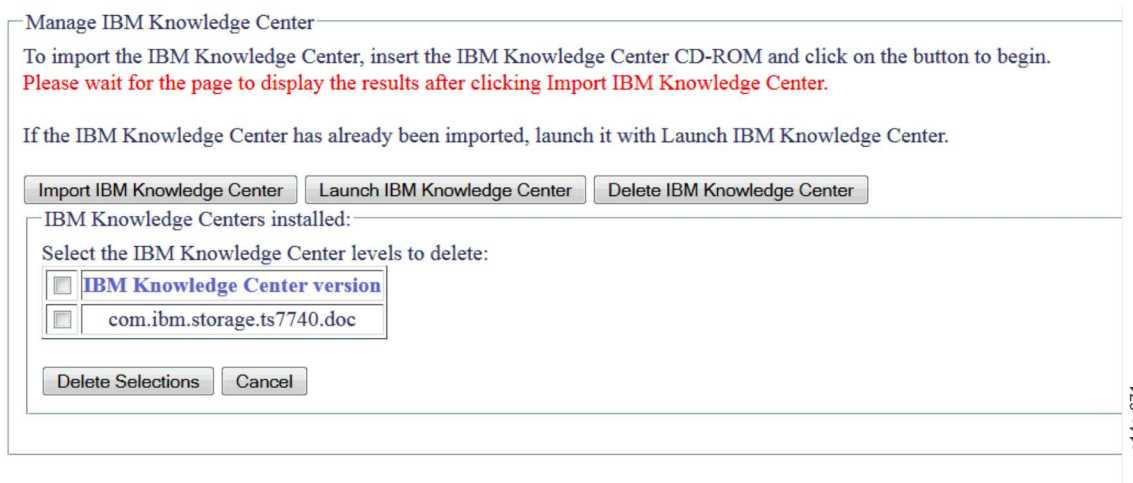 Manage IBM Knowledge Center
To import the IBM Knowledge Center, insert the IBM Knowledge Center CD-ROM and click on the button to begin.
Please wait for the page to display the results after clicking Import IBM Knowledge Center.
If the IBM Knowledge Center has already been imported, launch it with Launch IBM Knowledge Center.
Import IBM Knowledge Center Launch IBM Knowledge Center Delete IBM Knowledge Center
IBM Knowledge Centers installed:
Select the IBM Knowledge Center levels to delete:
IBM Knowledge Center version
com.ibm.storage.ts7740.doc
Delete Selections Cancel